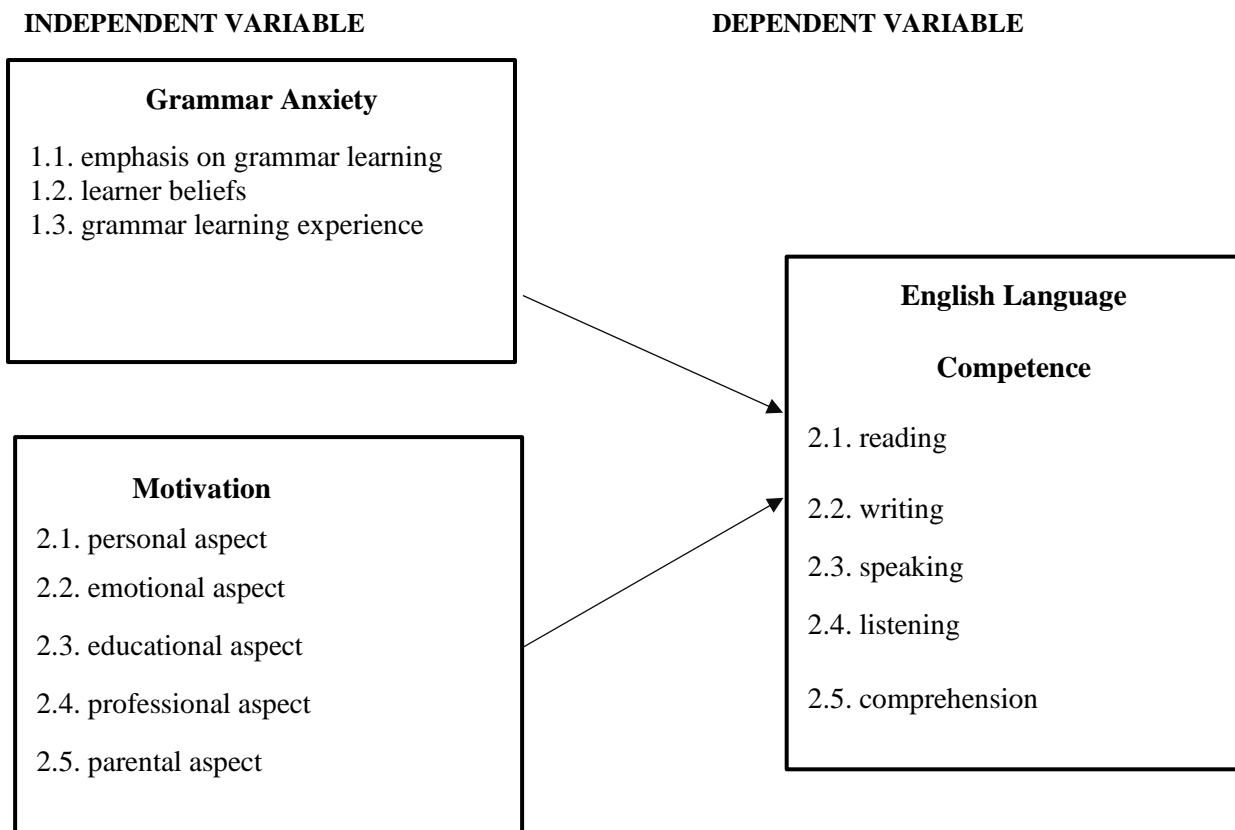 INDEPENDENT VARIABLE
DEPENDENT VARIABLE
Grammar Anxiety
1.1. emphasis on grammar learning
1.2. learner beliefs
1.3. grammar learning experience
Motivation
2.1. personal aspect
2.2. emotional aspect
2.3. educational aspect
2.4. professional aspect
2.5. parental aspect
English Language
Competence
2.1. reading
2.2. writing
2.3. speaking
2.4. listening
2.5. comprehension